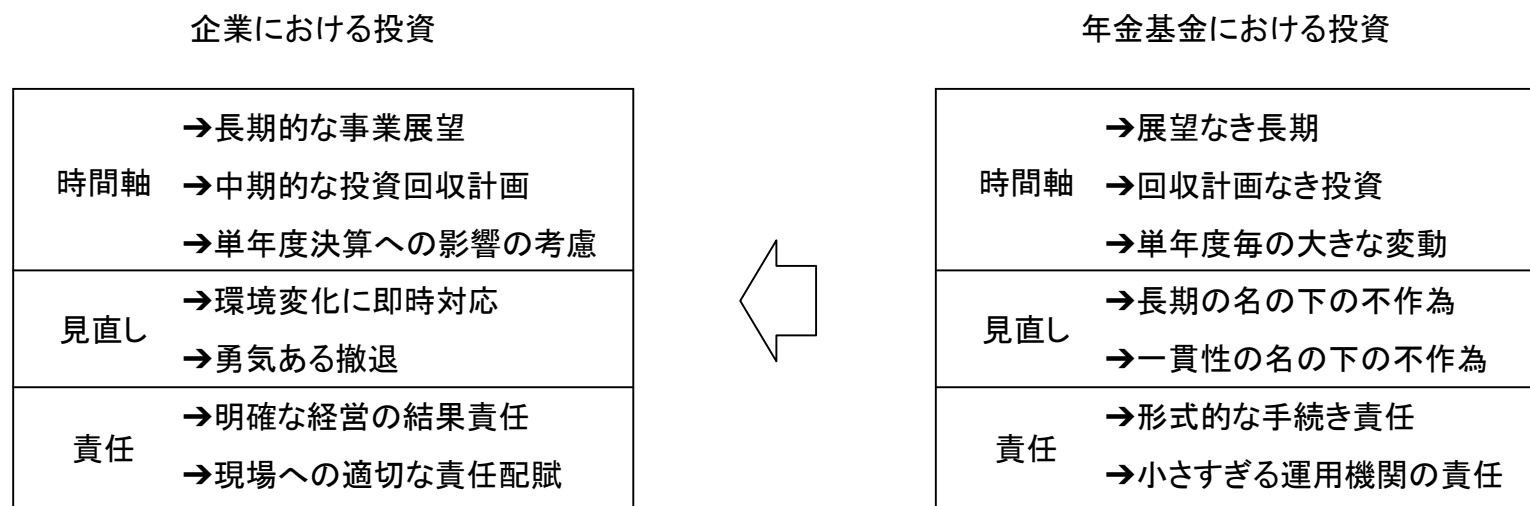 企業における投資
時間軸
➔長期的な事業展望
➔中期的な投資回収計画
➔単年度決算への影響の考慮
見直し
➔環境変化に即時対応
➔勇気ある撤退
責任
➔明確な経営の結果責任
➔現場への適切な責任配賦
年金基金における投資
時間軸
➔展望なき長期
➔回収計画なき投資
➔単年度毎の大きな変動
見直し
➔長期の名の下の不作為
➔一貫性の名の下の不作為
責任
➔形式的な手続き責任
➔小さすぎる運用機関の責任